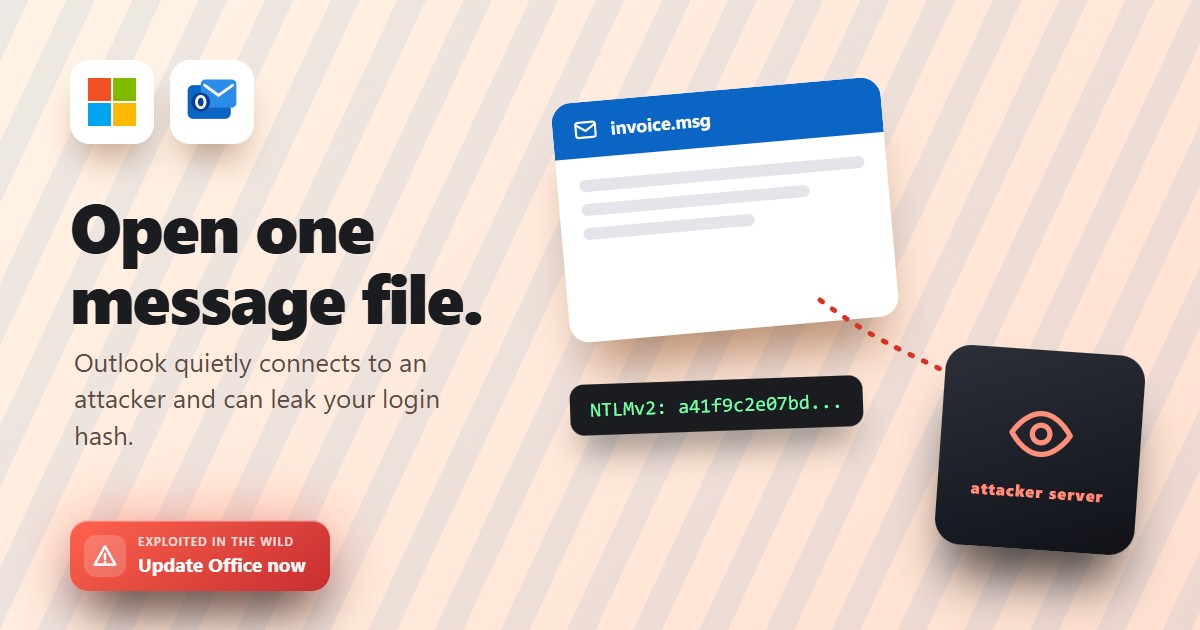 Open one
message file.
Outlook quietly connects to an
attacker and can leak your login
hash.
EXPLOITED IN THE WILD
Update Office now
invoice.msg
NTLMv2: a41f9c2e07bd...
attacker server